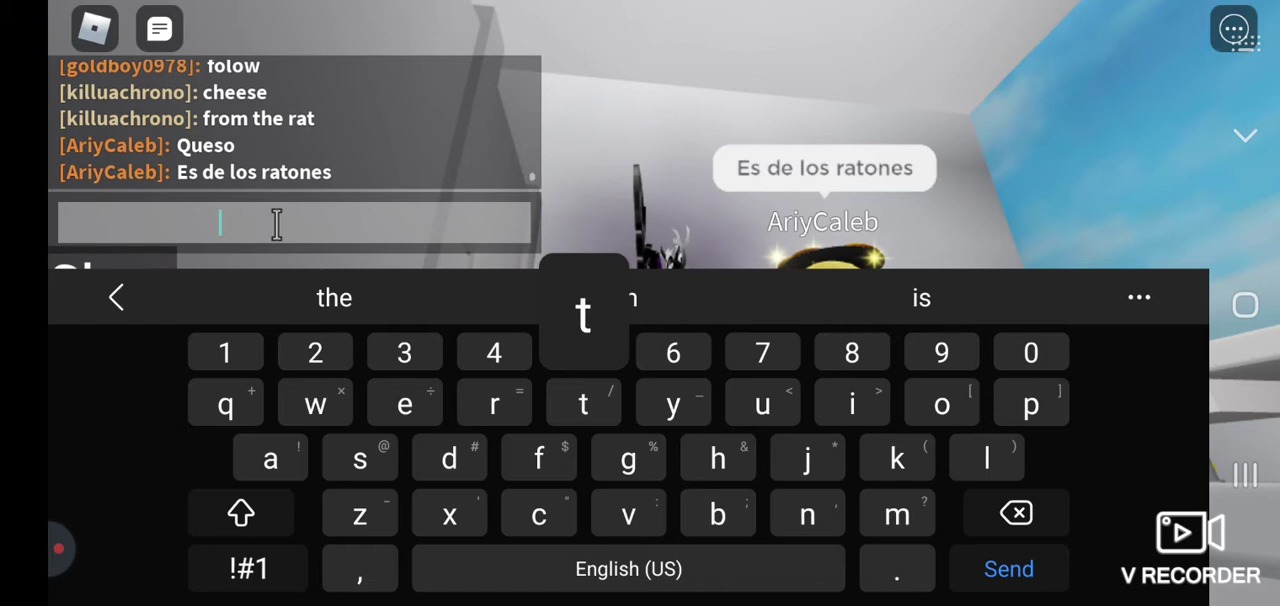 [goldboy0978]: folow
[killuachrono]: cheese
[killuachrono]: from the rat
[AriyCaleb]: Queso
[AriyCaleb]: Es de los ratones
Es de los ratones
AriyCaleb
the is
t
1 2 3 4 6 7 8 9 0
q + w × e ÷ r = t / y _ u < i > o [ p ]
a ! s @ d # f $ g % h & j * k ( l )
z - x ' c " v : b ; n , m ?
!#1 , English (US) . Send
V RECORDER